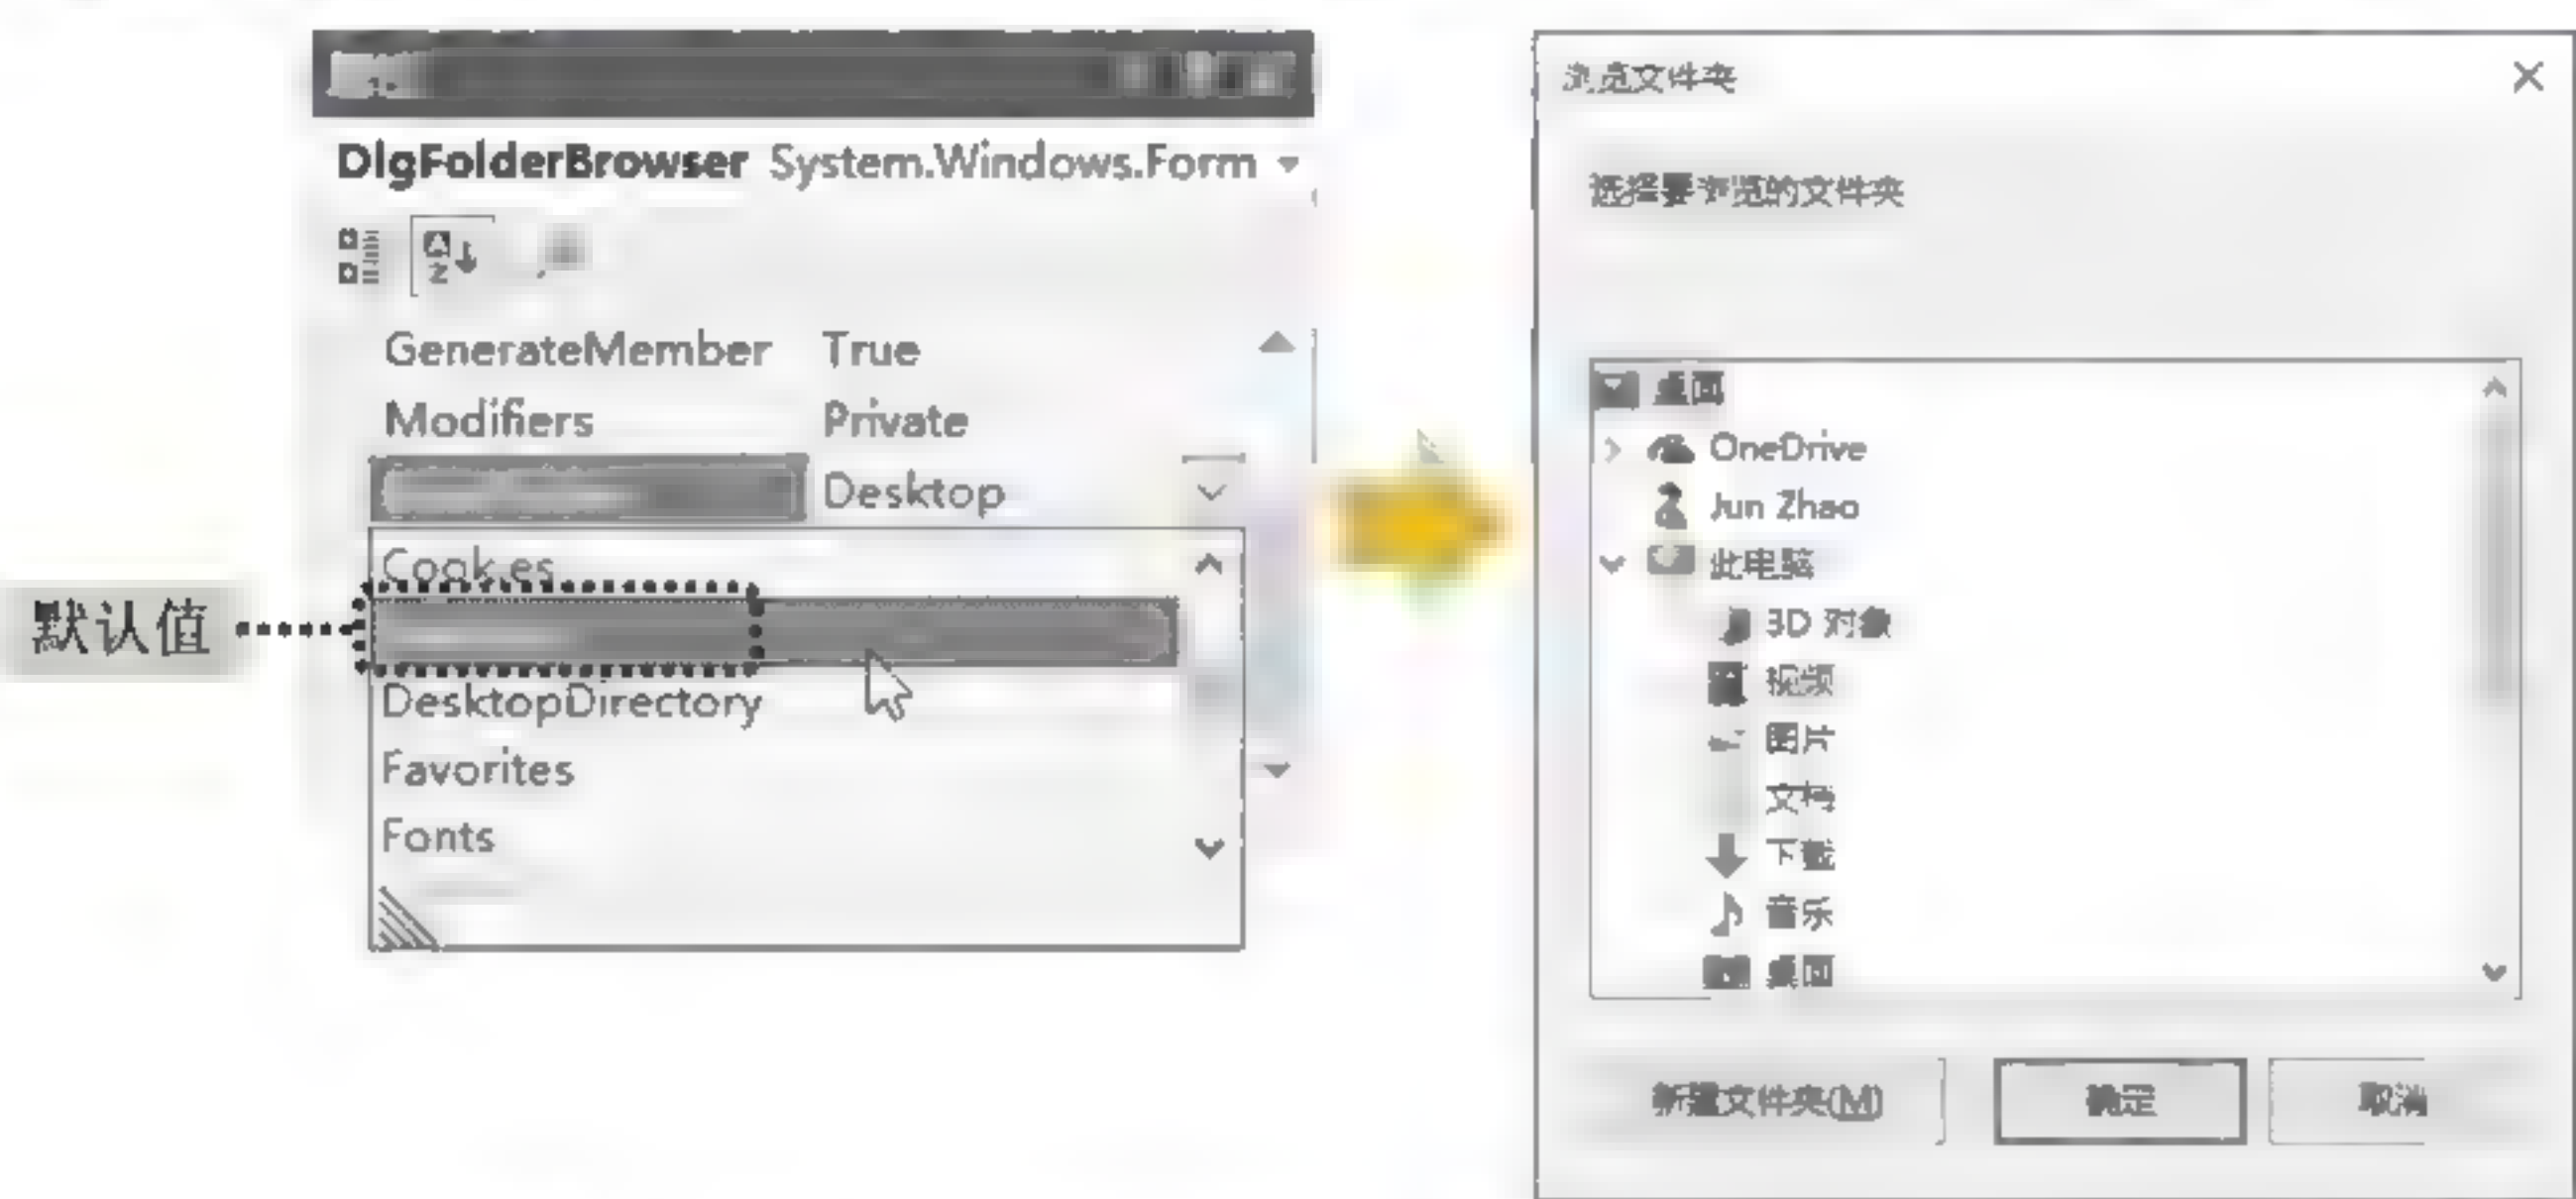 DlgFolderBrowser System.Windows.Form
GenerateMember True
Modifiers Private
Desktop
Cookies
默认值
DesktopDirectory
Favorites
Fonts
浏览文件夹
选择要浏览的文件夹
桌面
OneDrive
Jun Zhao
此电脑
3D 对象
视频
图片
文档
下载
音乐
桌面
新建文件夹(M)
确定
取消